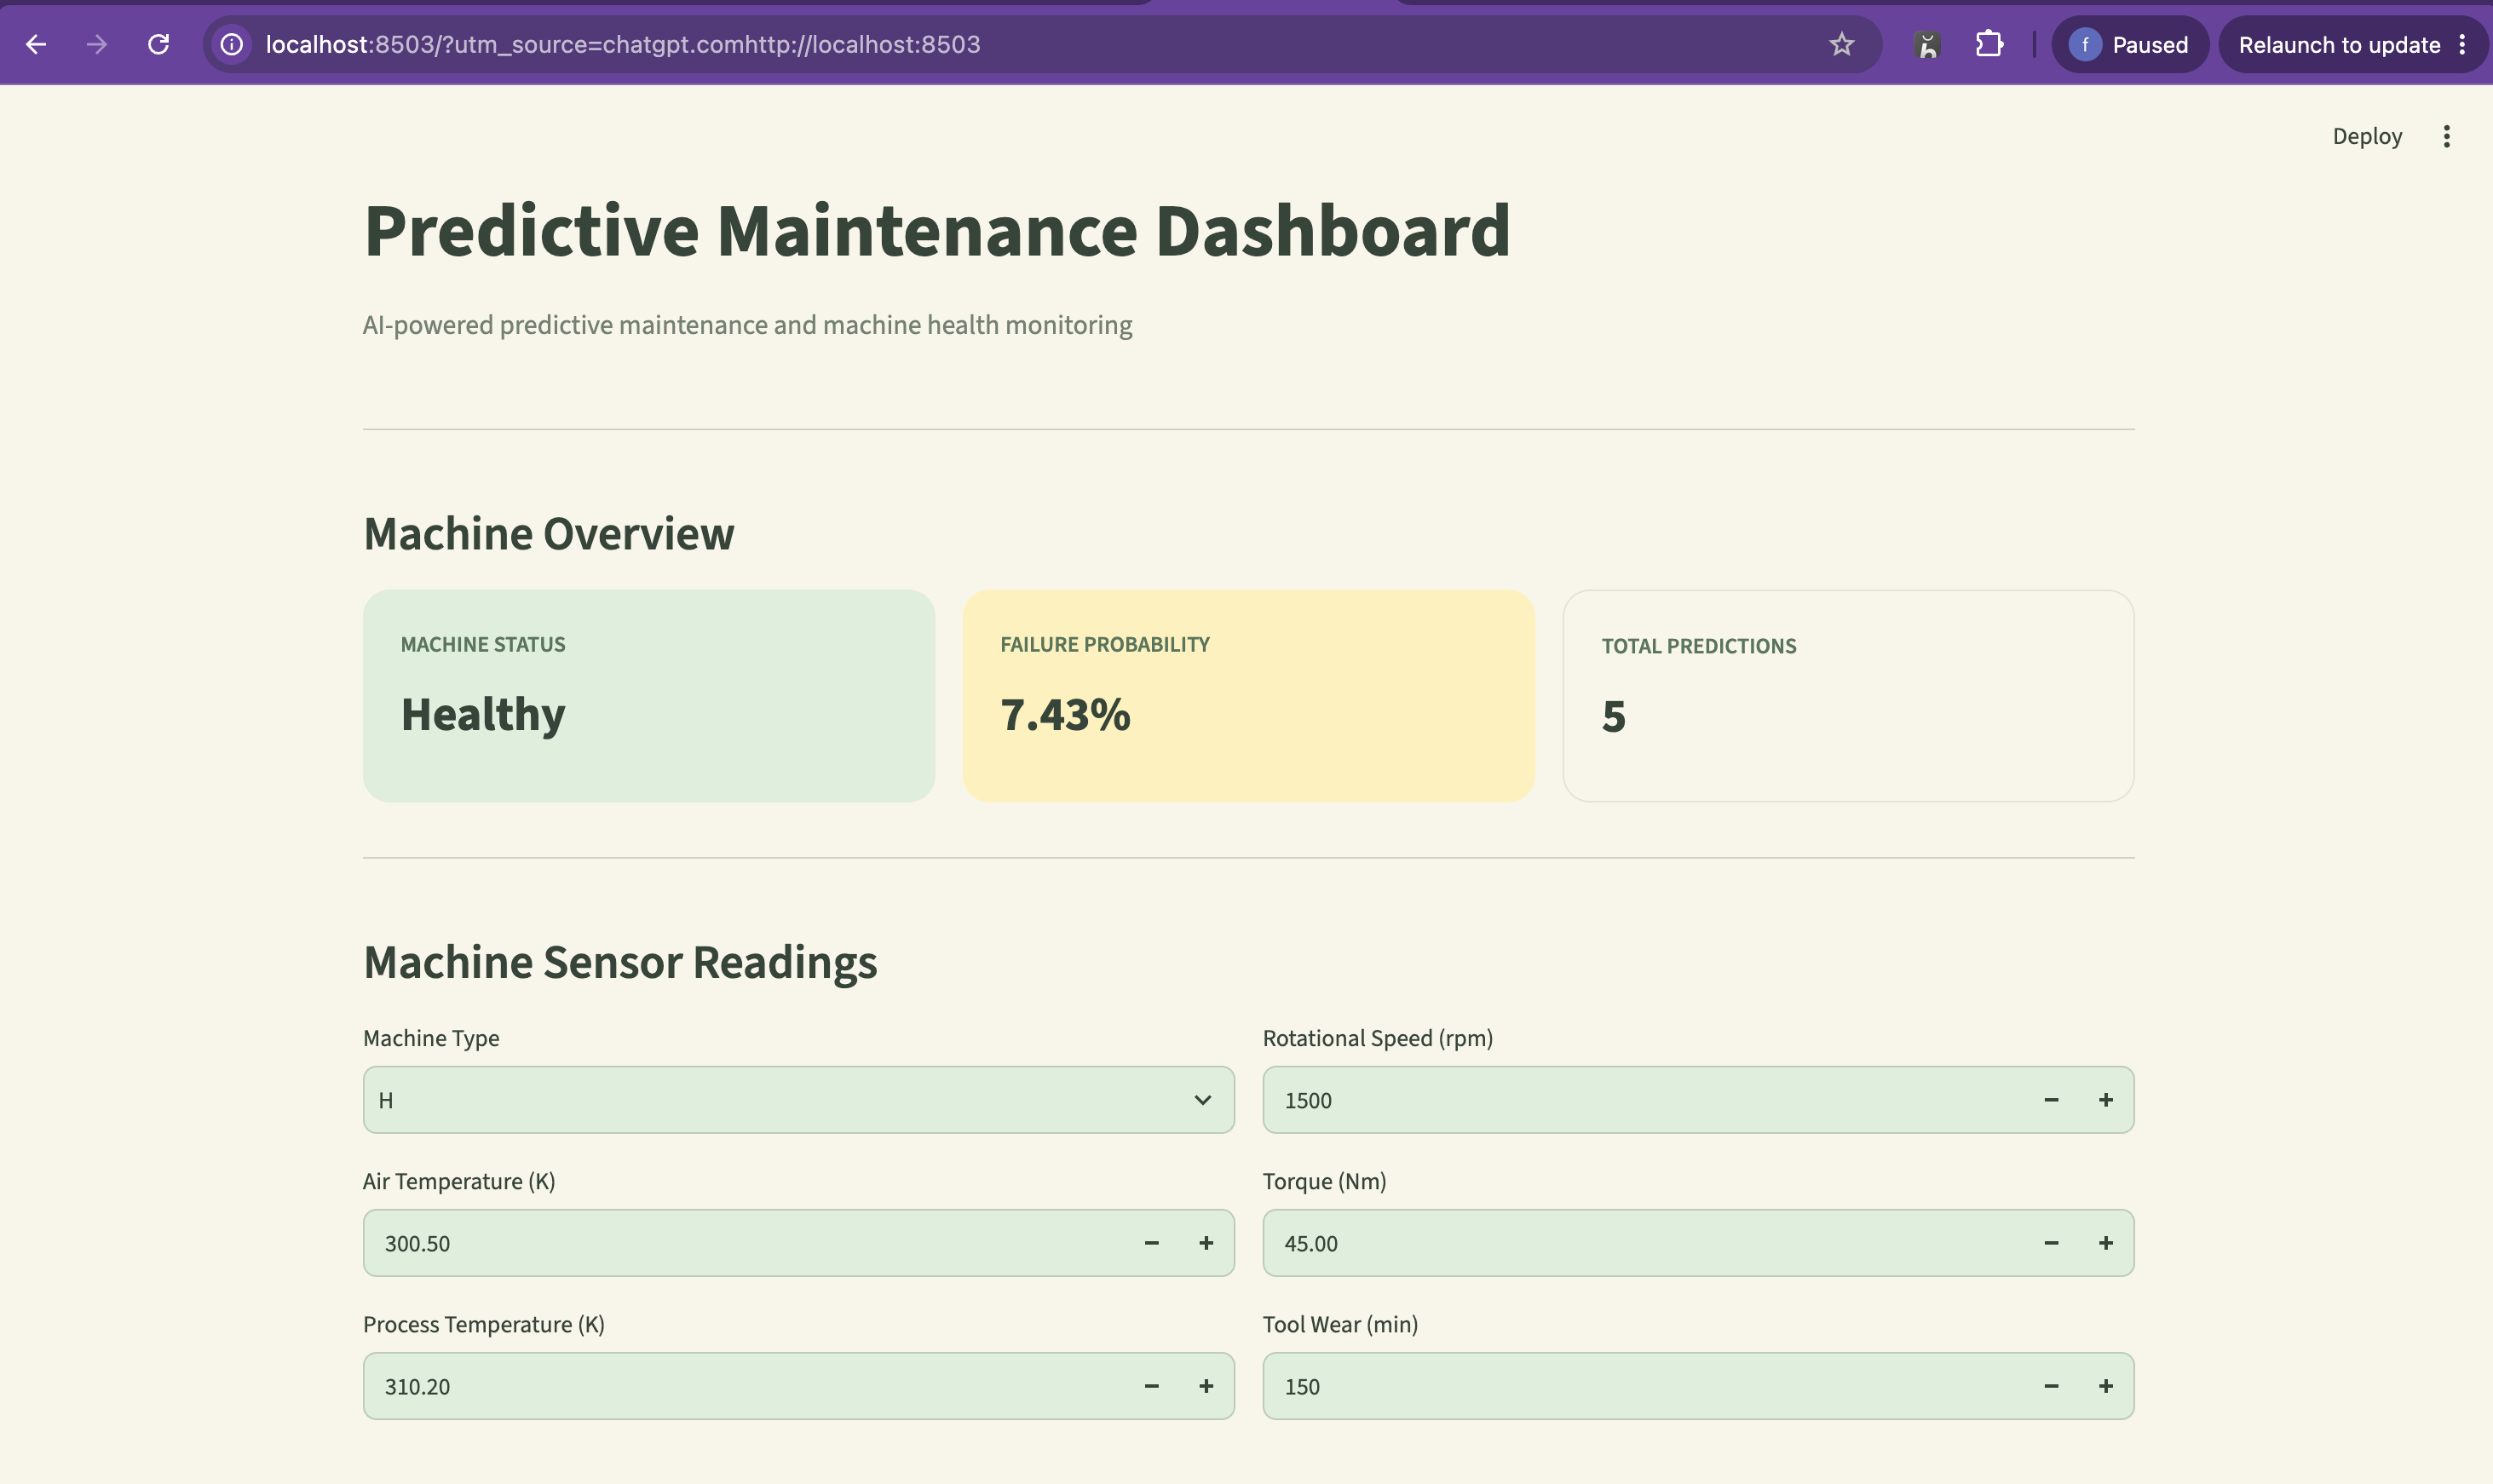 localhost:8503/?utm_source=chatgpt.comhttp://localhost:8503
f Paused
Relaunch to update
Deploy
Predictive Maintenance Dashboard
AI-powered predictive maintenance and machine health monitoring
Machine Overview
MACHINE STATUS
Healthy
FAILURE PROBABILITY
7.43%
TOTAL PREDICTIONS
5
Machine Sensor Readings
Machine Type
H
Rotational Speed (rpm)
1500
Air Temperature (K)
300.50
Torque (Nm)
45.00
Process Temperature (K)
310.20
Tool Wear (min)
150